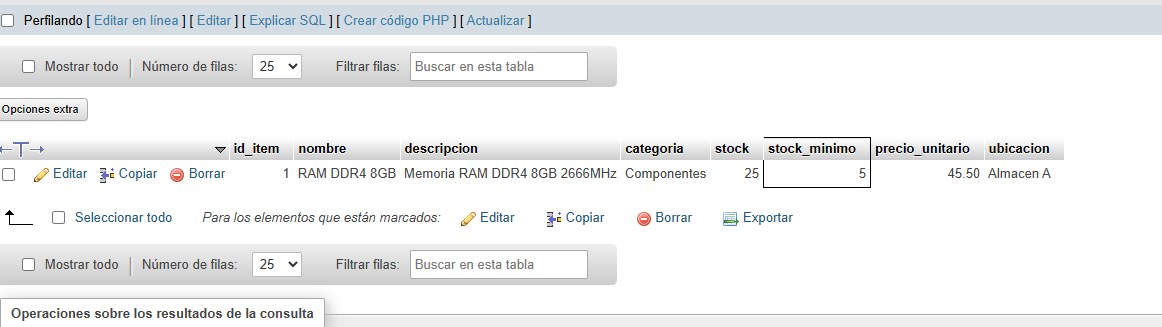 Perfilando [ Editar en línea ] [ Editar ] [ Explicar SQL ] [ Crear código PHP ] [ Actualizar ]
Mostrar todo | Número de filas: 25 Filtrar filas: Buscar en esta tabla
Opciones extra
id_item nombre descripcion categoria stock stock_minimo precio_unitario ubicacion
Editar Copiar Borrar 1 RAM DDR4 8GB Memoria RAM DDR4 8GB 2666MHz Componentes 25 5 45.50 Almacen A
Seleccionar todo Para los elementos que están marcados: Editar Copiar Borrar Exportar
Mostrar todo | Número de filas: 25 Filtrar filas: Buscar en esta tabla
Operaciones sobre los resultados de la consulta